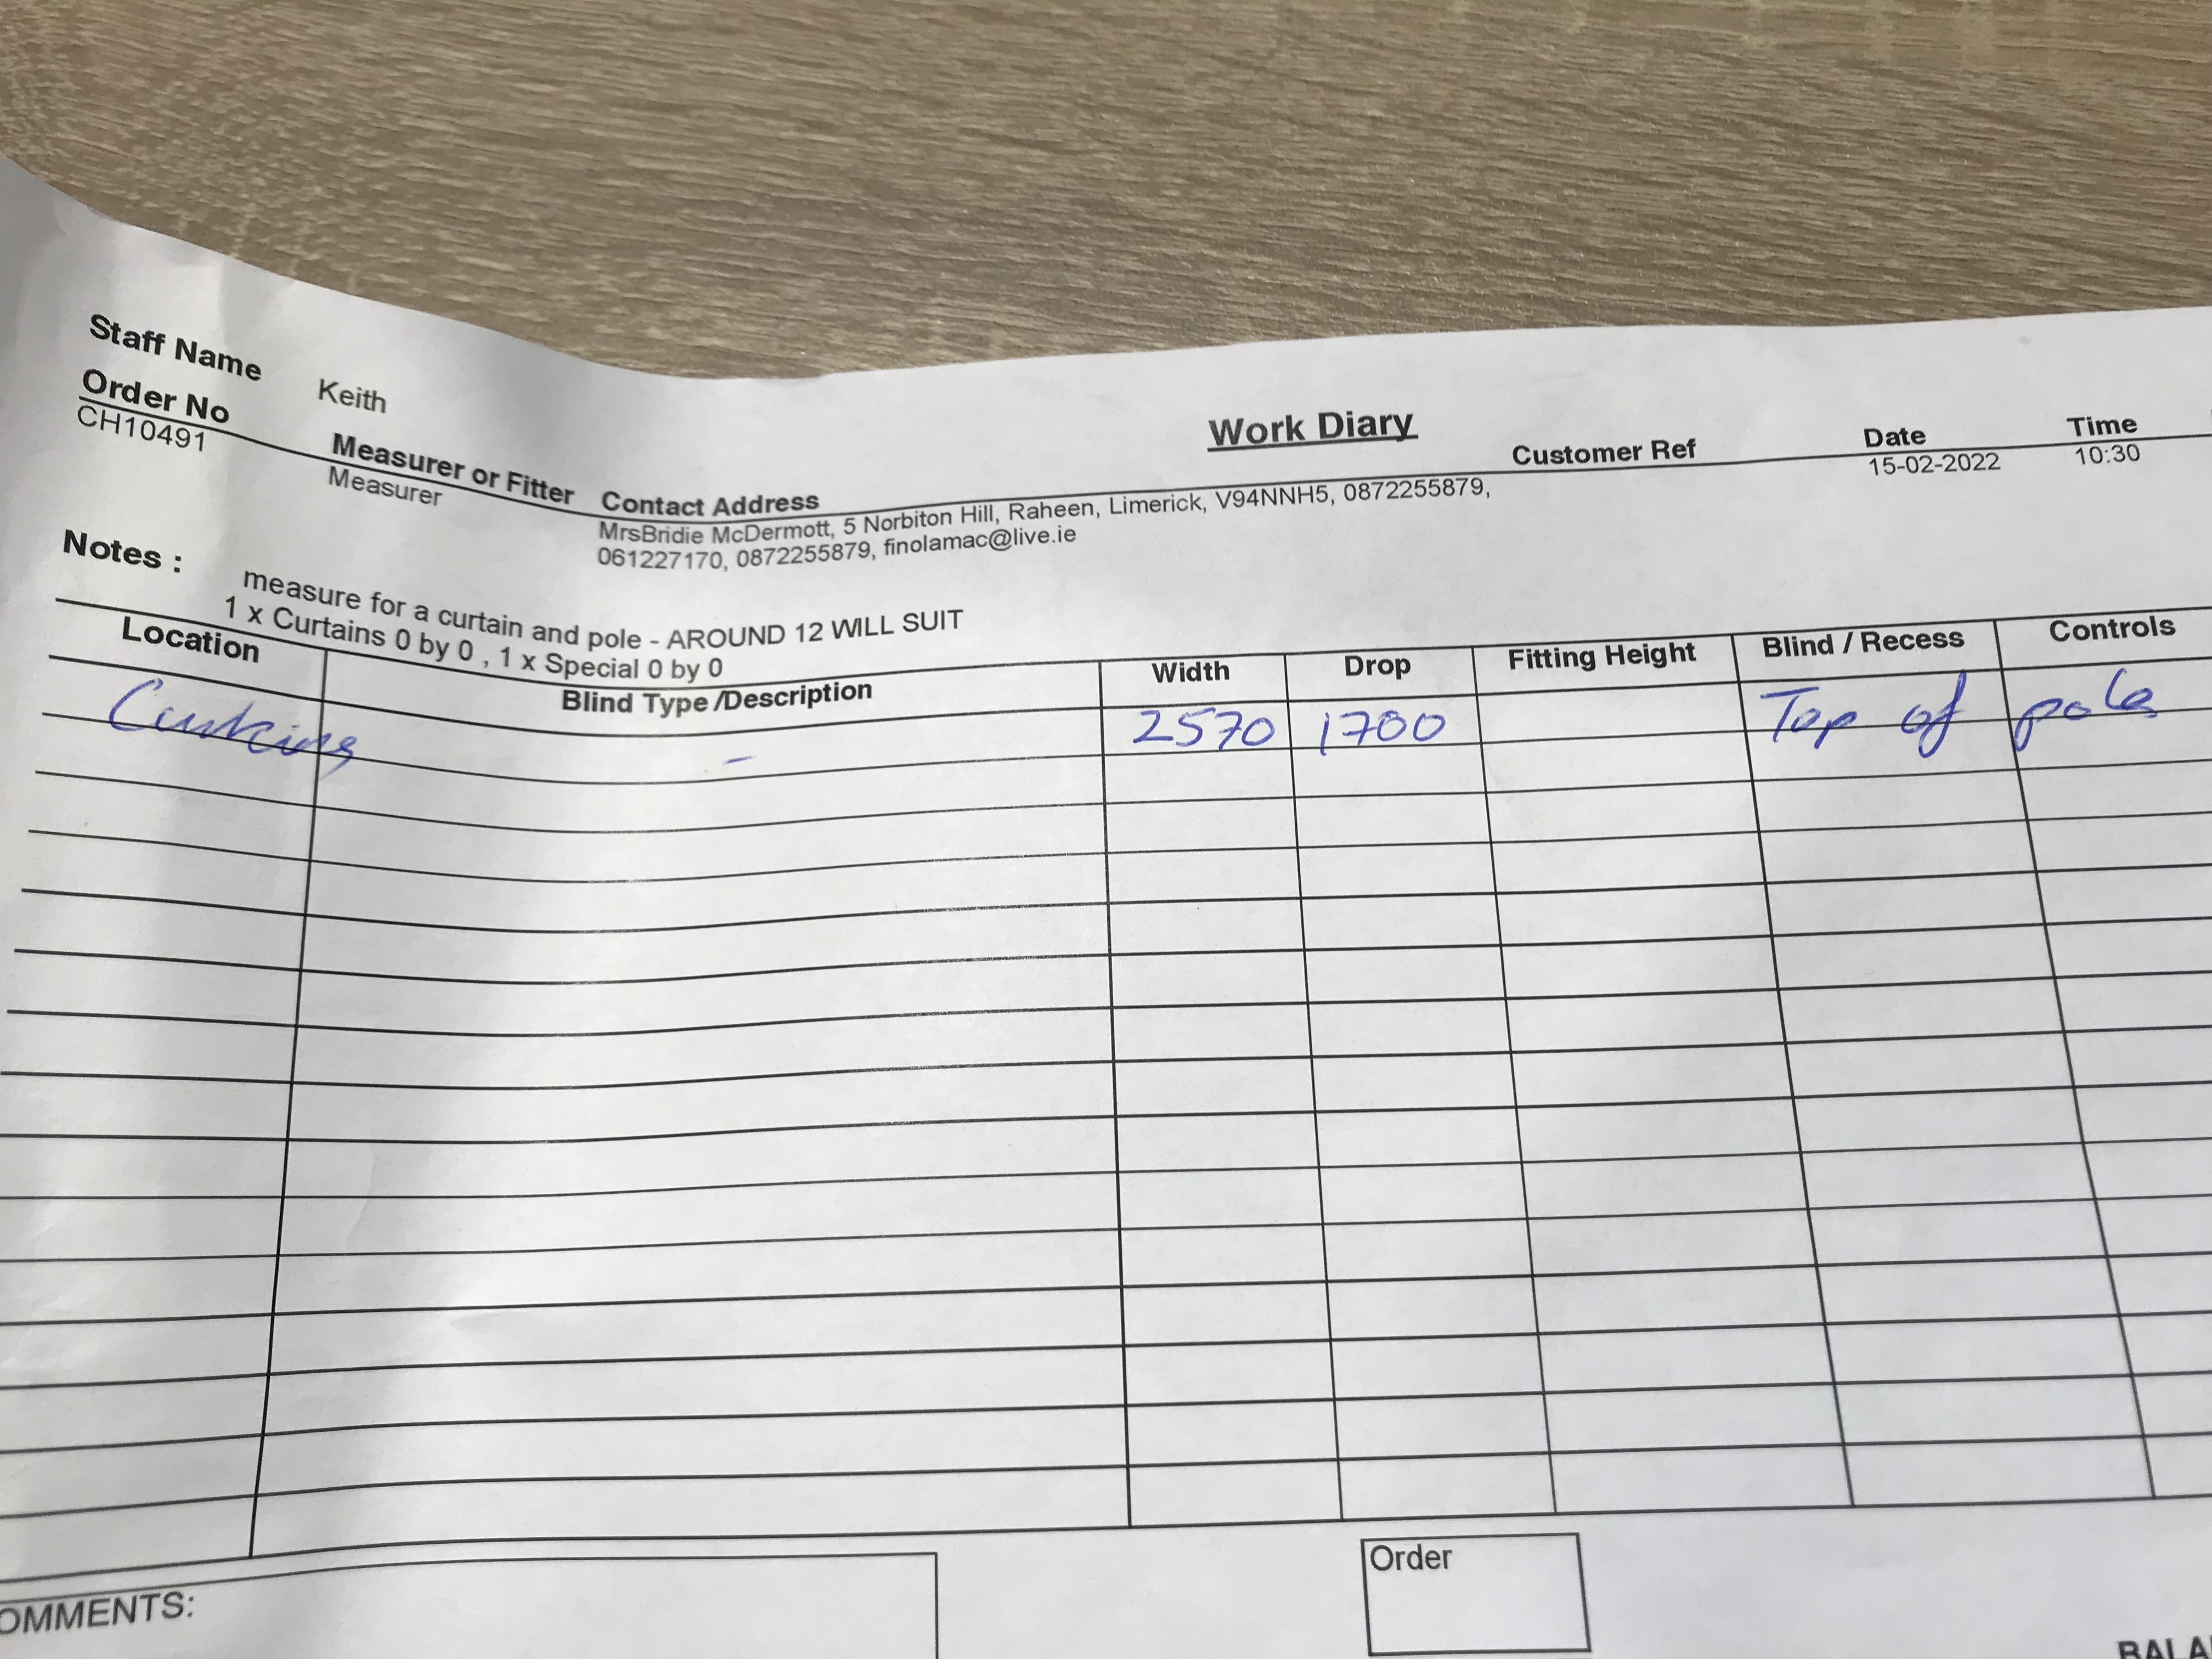 Staff Name Keith
Work Diary
Order No Measurer or Fitter Contact Address Customer Ref Date Time
CH10491 Measurer MrsBridie McDermott, 5 Norbiton Hill, Raheen, Limerick, V94NNH5, 0872255879, 15-02-2022 10:30
061227170, 0872255879, finolamac@live.ie
Notes : measure for a curtain and pole - AROUND 12 WILL SUIT
1 x Curtains 0 by 0 , 1 x Special 0 by 0
Location Blind Type /Description Width Drop Fitting Height Blind / Recess Controls
Curtains - 2570 1700 Top of pole
Order
OMMENTS:
BALA